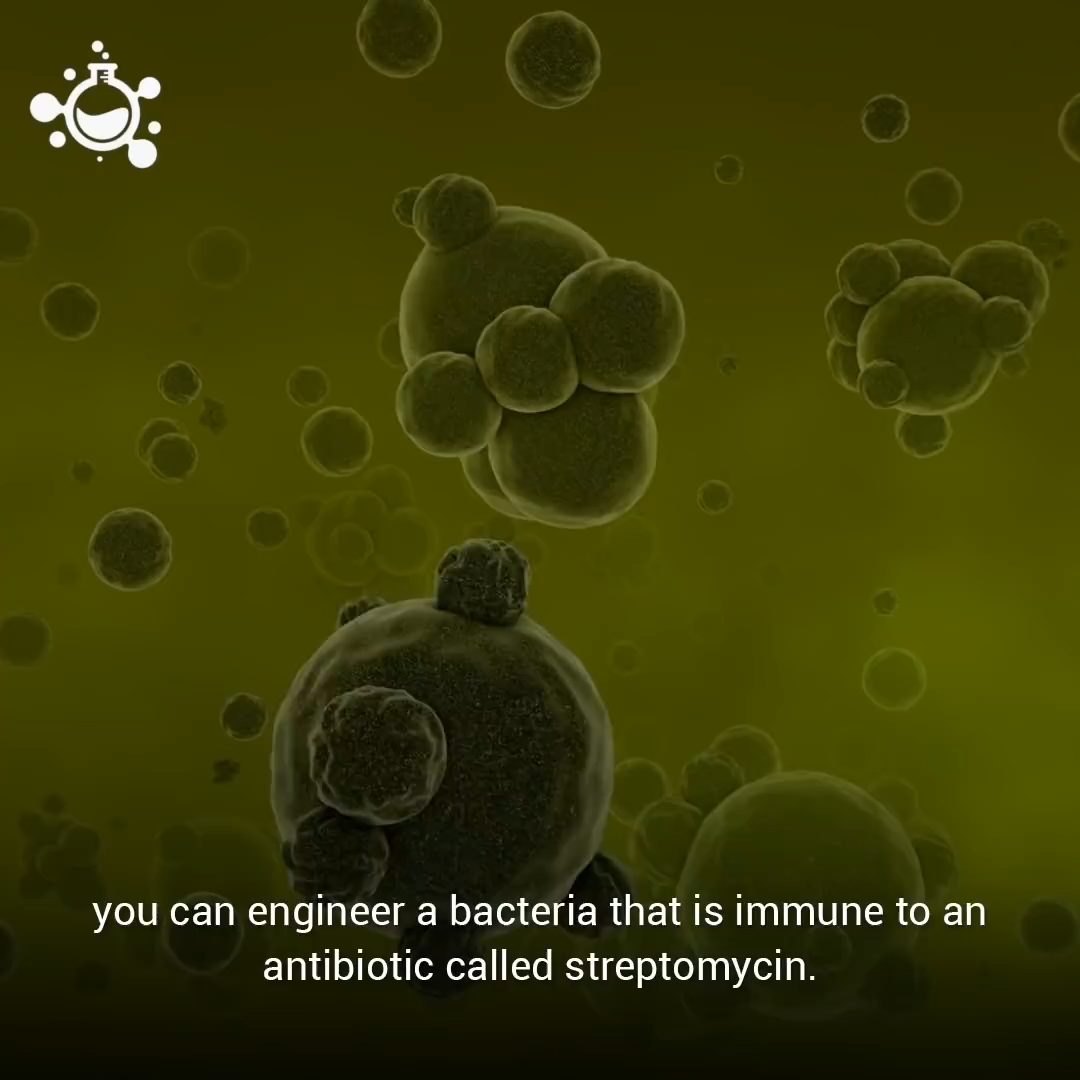 you can engineer a bacteria that is immune to an
antibiotic called streptomycin.